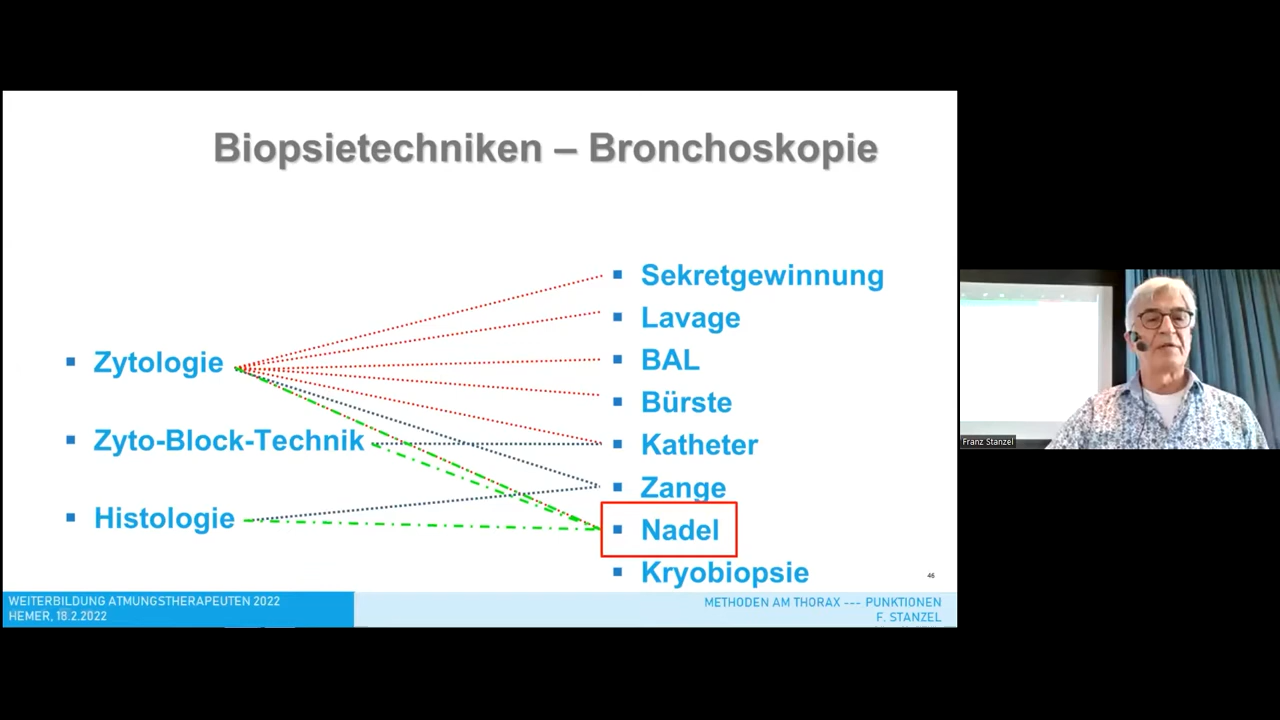 Biopsietechniken – Bronchoskopie
Zytologie
Zyto-Block-Technik
Histologie
Sekretgewinnung
Lavage
BAL
Bürste
Katheter
Zange
Nadel
Kryobiopsie
46
WEITERBILDUNG ATMUNGSTHERAPEUTEN 2022
HEMER, 18.2.2022
METHODEN AM THORAX --- PUNKTIONEN
F. STANZEL
Franz Stanzel